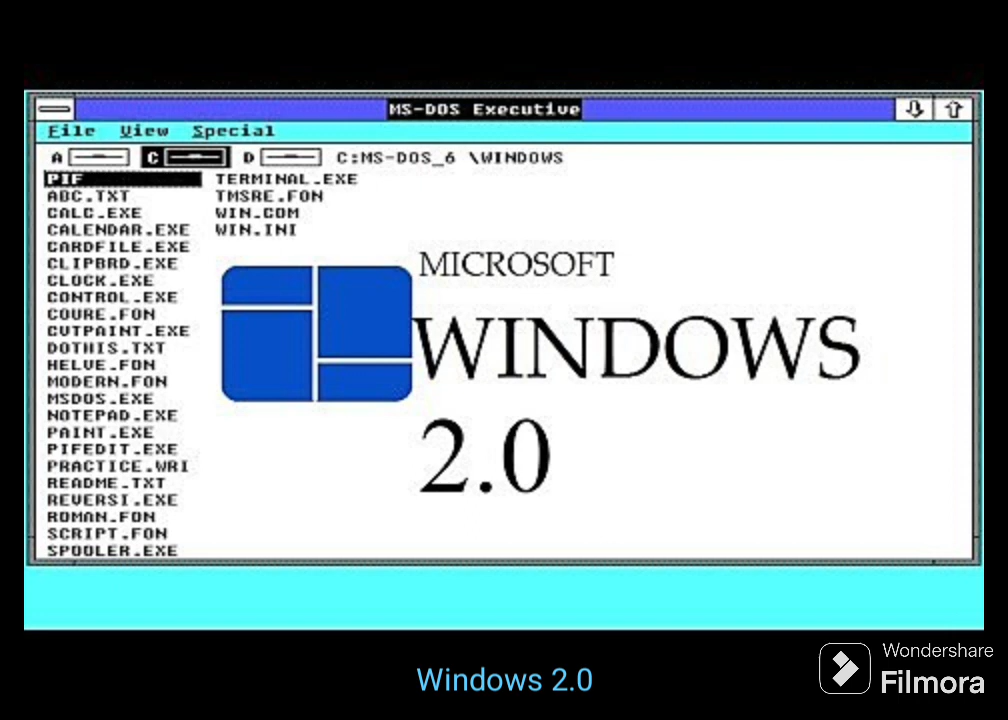 MS-DOS Executive
File View Special
A C D C:MS-DOS_6 \WINDOWS
PIF TERMINAL.EXE
ABC.TXT TMSRE.FON
CALC.EXE WIN.COM
CALENDAR.EXE WIN.INI
CARDFILE.EXE
CLIPBRD.EXE
CLOCK.EXE
CONTROL.EXE
COURE.FON
CVTPAINT.EXE
DOTHIS.TXT
HELVE.FON
MODERN.FON
MSDOS.EXE
NOTEPAD.EXE
PAINT.EXE
PIFEDIT.EXE
PRACTICE.WRI
README.TXT
REVERSI.EXE
ROMAN.FON
SCRIPT.FON
SPOOLER.EXE
MICROSOFT
WINDOWS
2.0
Windows 2.0
Wondershare
Filmora